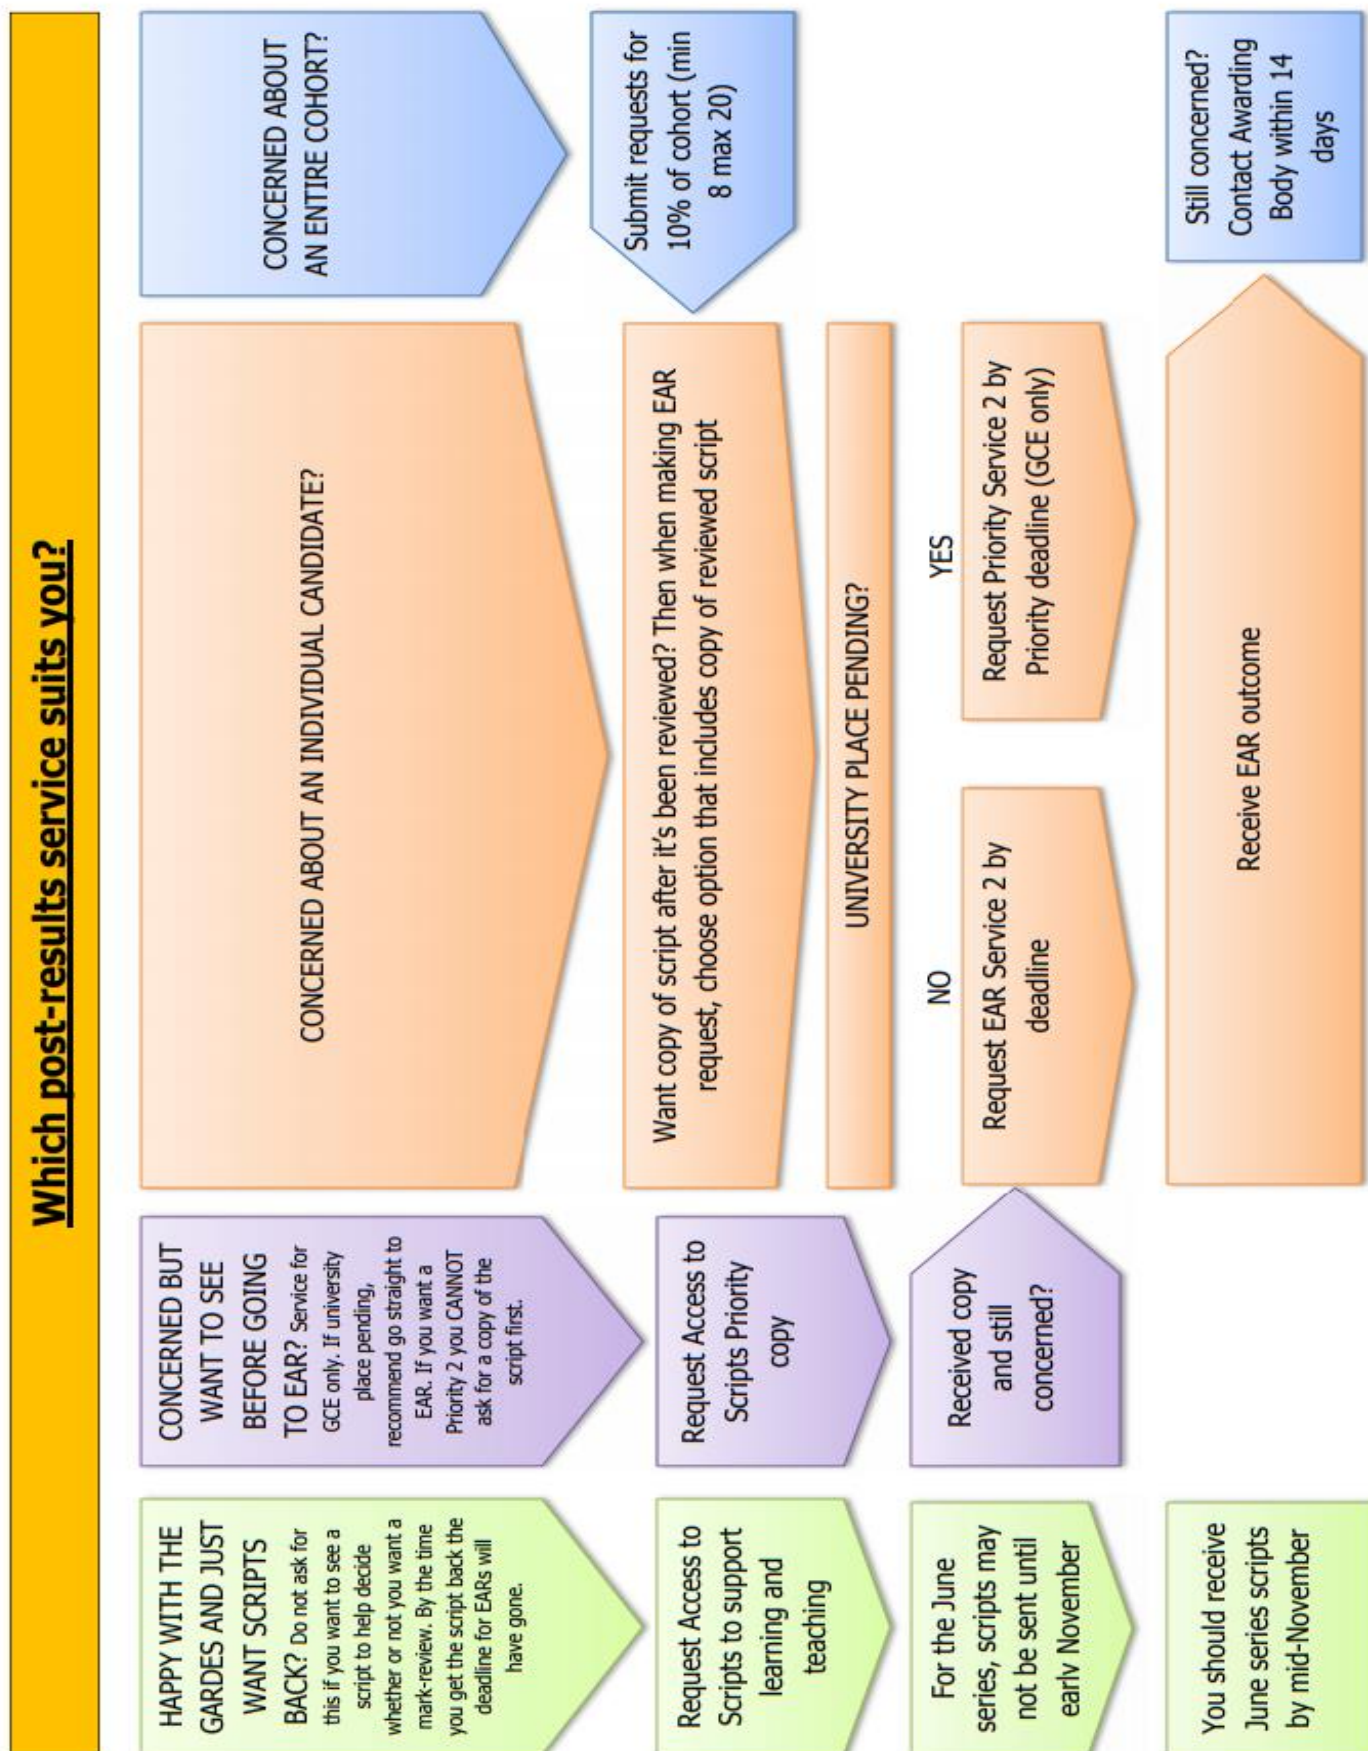 Which post-results service suits you?
HAPPY WITH THE
GARDES AND JUST
WANT SCRIPTS
BACK? Do not ask for
this if you want to see a
script to help decide
whether or not you want a
mark-review. By the time
you get the script back the
deadline for EARs will
have gone.
Request Access to
Scripts to support
learning and
teaching
For the June
series, scripts may
not be sent until
early November
You should receive
June series scripts
by mid-November
CONCERNED BUT
WANT TO SEE
BEFORE GOING
TO EAR? Service for
GCE only. If university
place pending,
recommend go straight to
EAR. If you want a
Priority 2 you CANNOT
ask for a copy of the
script first.
Request Access to
Scripts Priority
copy
Received copy
and still
concerned?
CONCERNED ABOUT AN INDIVIDUAL CANDIDATE?
Want copy of script after it's been reviewed? Then when making EAR
request, choose option that includes copy of reviewed script
UNIVERSITY PLACE PENDING?
NO
Request EAR Service 2 by
deadline
YES
Request Priority Service 2 by
Priority deadline (GCE only)
Receive EAR outcome
CONCERNED ABOUT
AN ENTIRE COHORT?
Submit requests for
10% of cohort (min
8 max 20)
Still concerned?
Contact Awarding
Body within 14
days